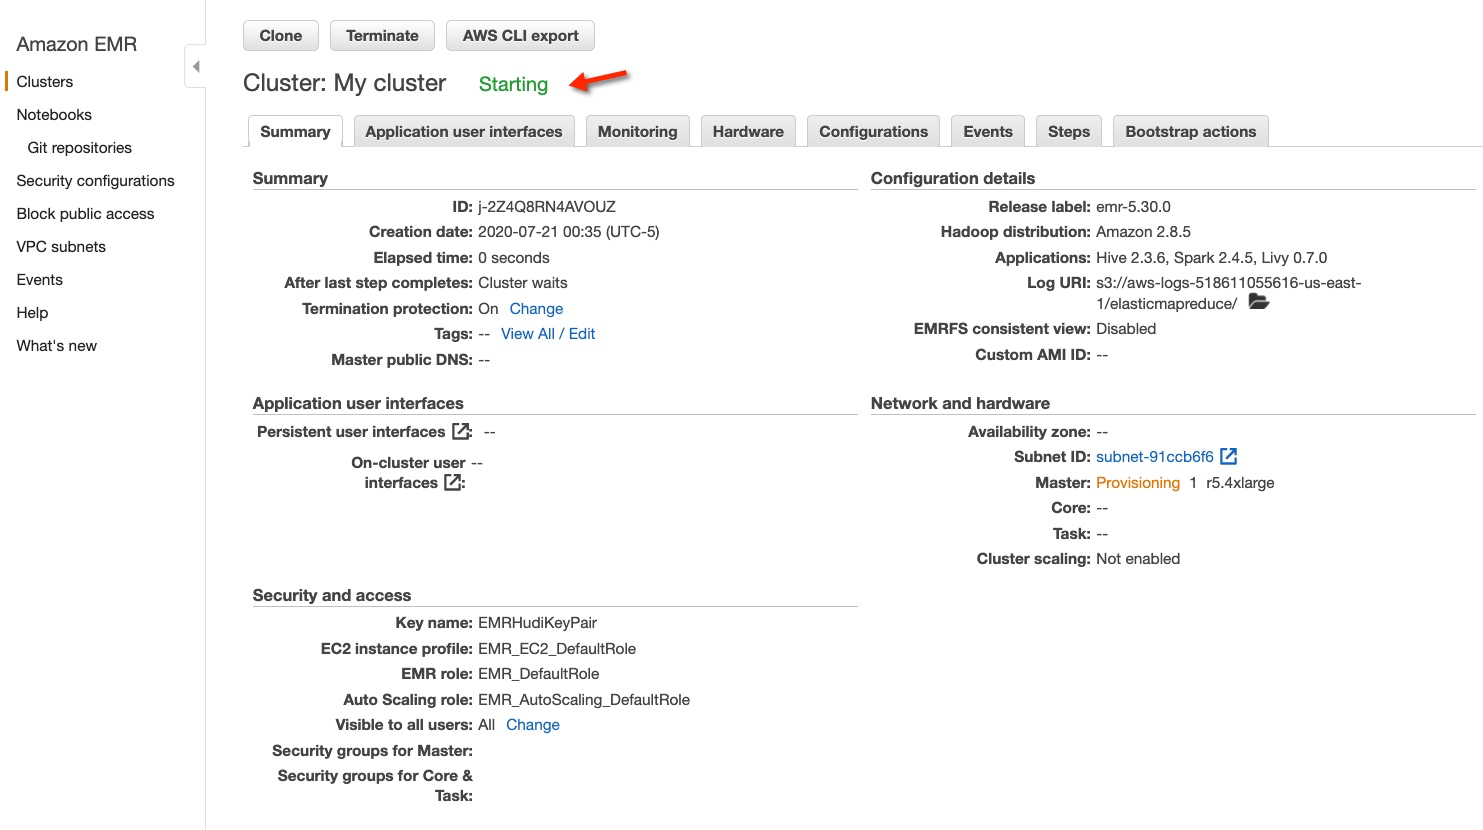 Amazon EMR
Clusters
Notebooks
Git repositories
Security configurations
Block public access
VPC subnets
Events
Help
What's new
Clone Terminate AWS CLI export
Cluster: My cluster Starting
Summary Application user interfaces Monitoring Hardware Configurations Events Steps Bootstrap actions
Summary
ID: j-2Z4Q8RN4AVOUZ
Creation date: 2020-07-21 00:35 (UTC-5)
Elapsed time: 0 seconds
After last step completes: Cluster waits
Termination protection: On Change
Tags: -- View All / Edit
Master public DNS: --
Configuration details
Release label: emr-5.30.0
Hadoop distribution: Amazon 2.8.5
Applications: Hive 2.3.6, Spark 2.4.5, Livy 0.7.0
Log URI: s3://aws-logs-518611055616-us-east-
1/elasticmapreduce/
EMRFS consistent view: Disabled
Custom AMI ID: --
Application user interfaces
Persistent user interfaces : --
On-cluster user --
interfaces :
Network and hardware
Availability zone: --
Subnet ID: subnet-91ccb6f6
Master: Provisioning 1 r5.4xlarge
Core: --
Task: --
Cluster scaling: Not enabled
Security and access
Key name: EMRHudiKeyPair
EC2 instance profile: EMR_EC2_DefaultRole
EMR role: EMR_DefaultRole
Auto Scaling role: EMR_AutoScaling_DefaultRole
Visible to all users: All Change
Security groups for Master:
Security groups for Core &
Task: